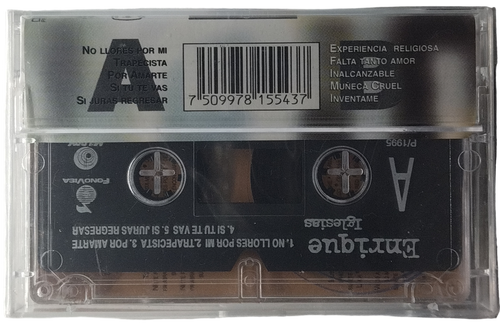 A
NO LLORES POR MI
TRAPECISTA
POR AMARTE
SI TU TE VAS
SI JURAS REGRESAR
7 509978 155437
B
EXPERIENCIA RELIGIOSA
FALTA TANTO AMOR
INALCANZABLE
MUÑECA CRUEL
INVENTAME
Enrique
Iglesias
1. NO LLORES POR MI 2.TRAPECISTA 3. POR AMARTE
4. SI TU TE VAS 5. SI JURAS REGRESAR
FONOVISA
A
P/1995